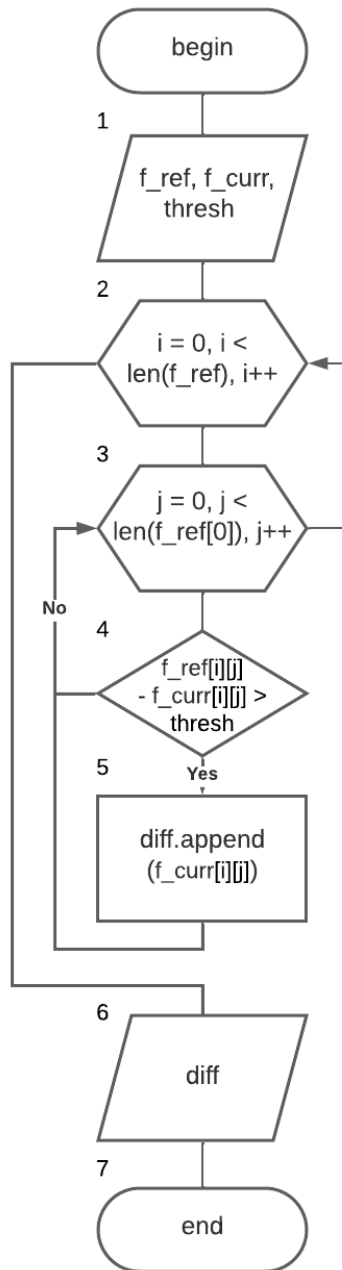 begin
1
f_ref, f_curr,
thresh
2
i = 0, i <
len(f_ref), i++
3
j = 0, j <
len(f_ref[0]), j++
No
4
f_ref[i][j]
- f_curr[i][j] >
thresh
5
Yes
diff.append
(f_curr[i][j])
6
diff
7
end